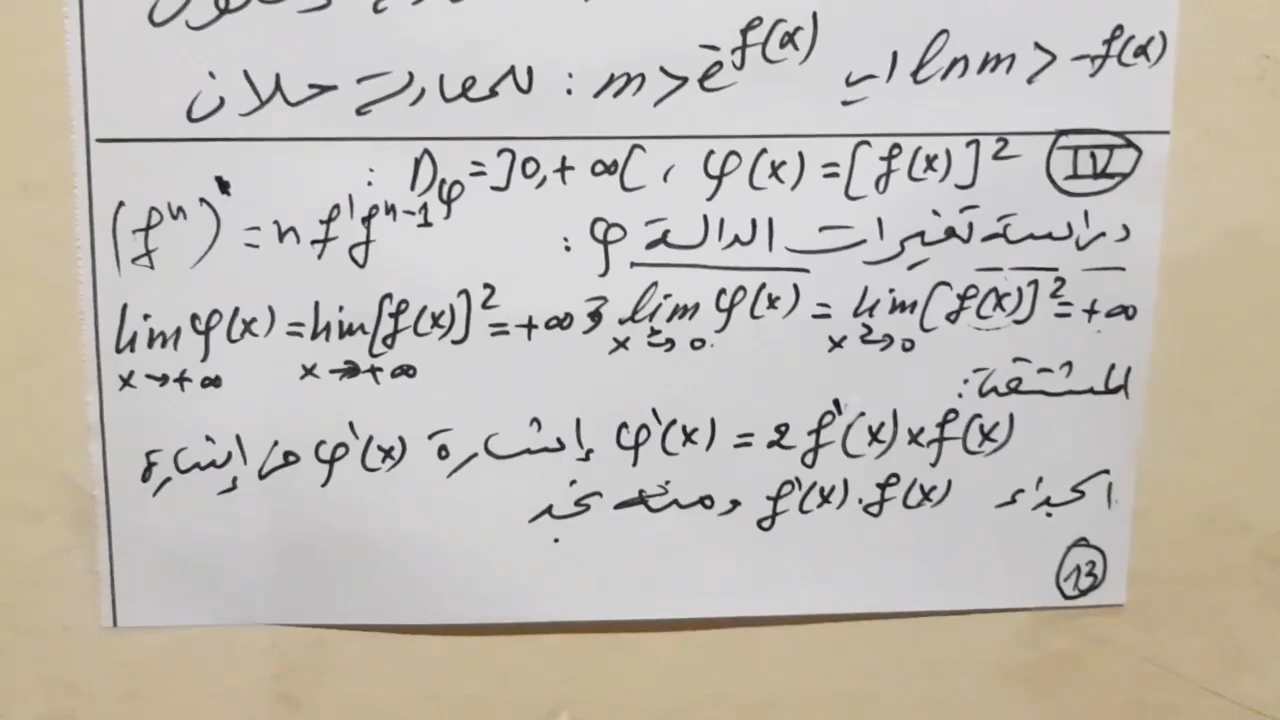 للمعادلة حلان : m > e^-f(α) أي ln m > -f(α)
IV φ(x) = [f(x)]² ، D_φ = ]0,+∞[ :
دراسة تغيرات الدالة φ : (fⁿ)' = n f' fⁿ⁻¹
lim φ(x) = lim [f(x)]² = +∞ ; lim φ(x) = lim [f(x)]² = +∞
x→+∞ x→+∞ x→>0 x→>0
المشتقة:
φ'(x) = 2 f'(x) × f(x) إشارة φ'(x) من إشارة
الجداء f'(x) . f(x) ومنه نجد
13